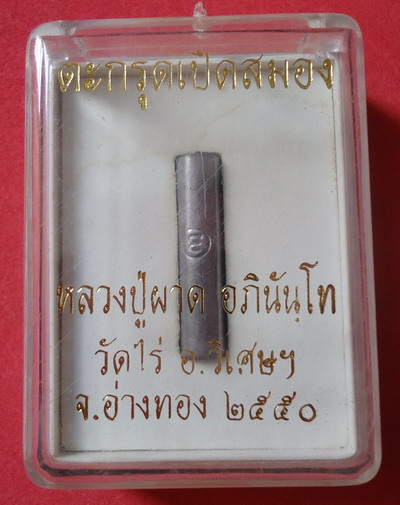 ตะกรุดเปิดสมอง
หลวงปู่ผาด อภินันฺโท
วัดไร่ อ.วิเศษฯ
จ.อ่างทอง ๒๕๕๐